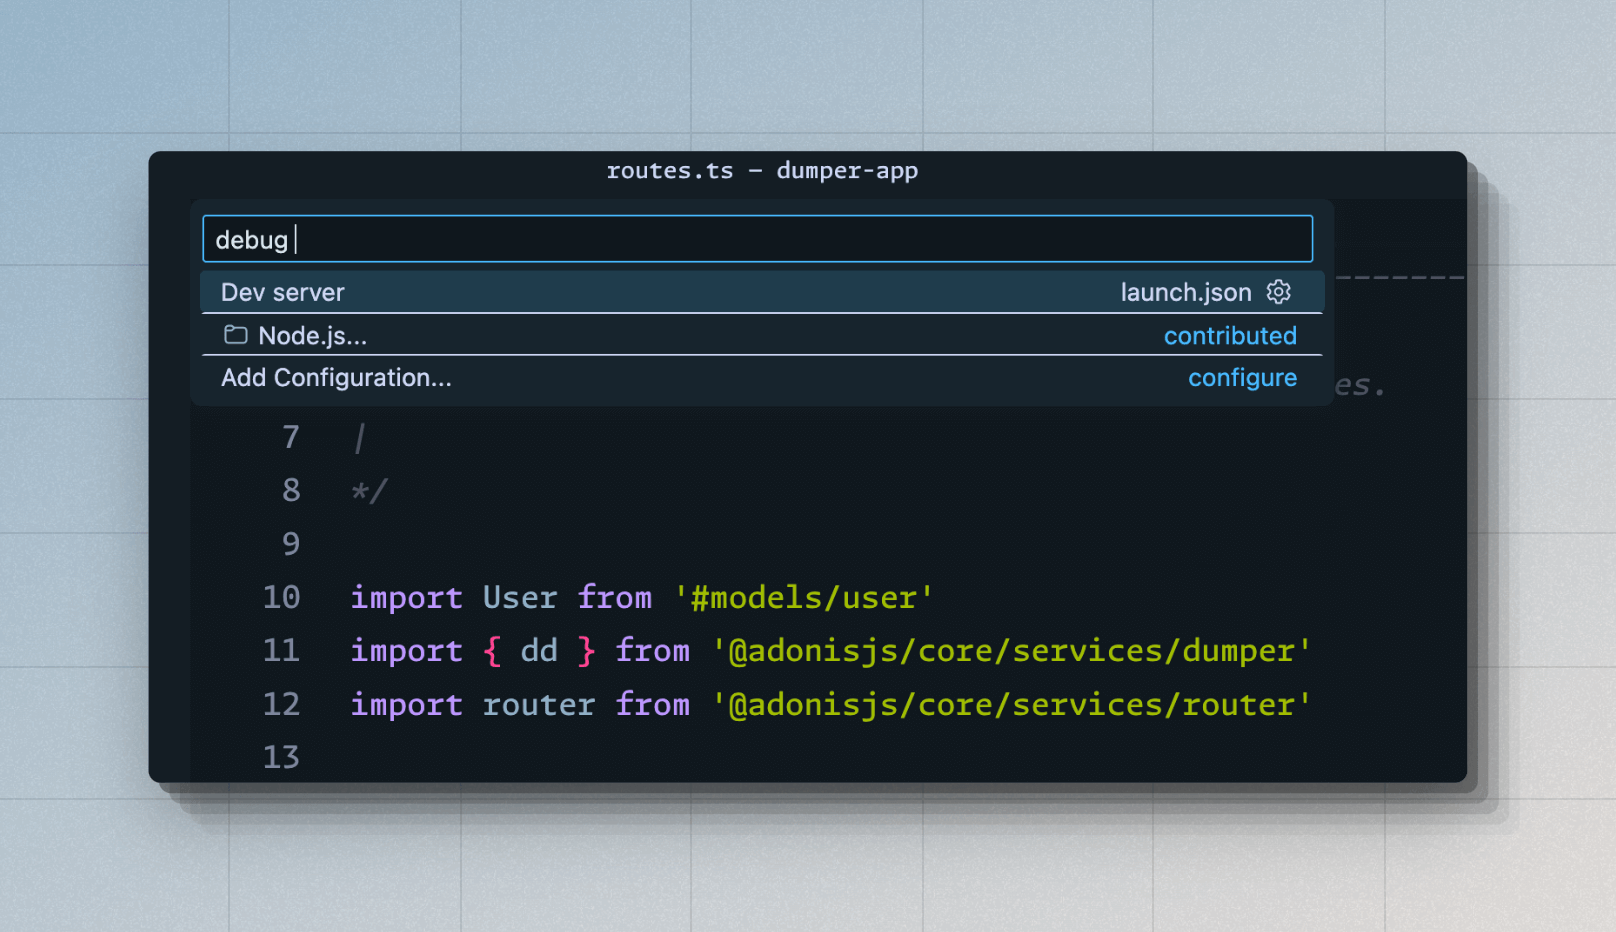 routes.ts — dumper-app
debug
Dev server launch.json
Node.js... contributed
Add Configuration... configure
es.
7 |
8 */
9
10 import User from '#models/user'
11 import { dd } from '@adonisjs/core/services/dumper'
12 import router from '@adonisjs/core/services/router'
13